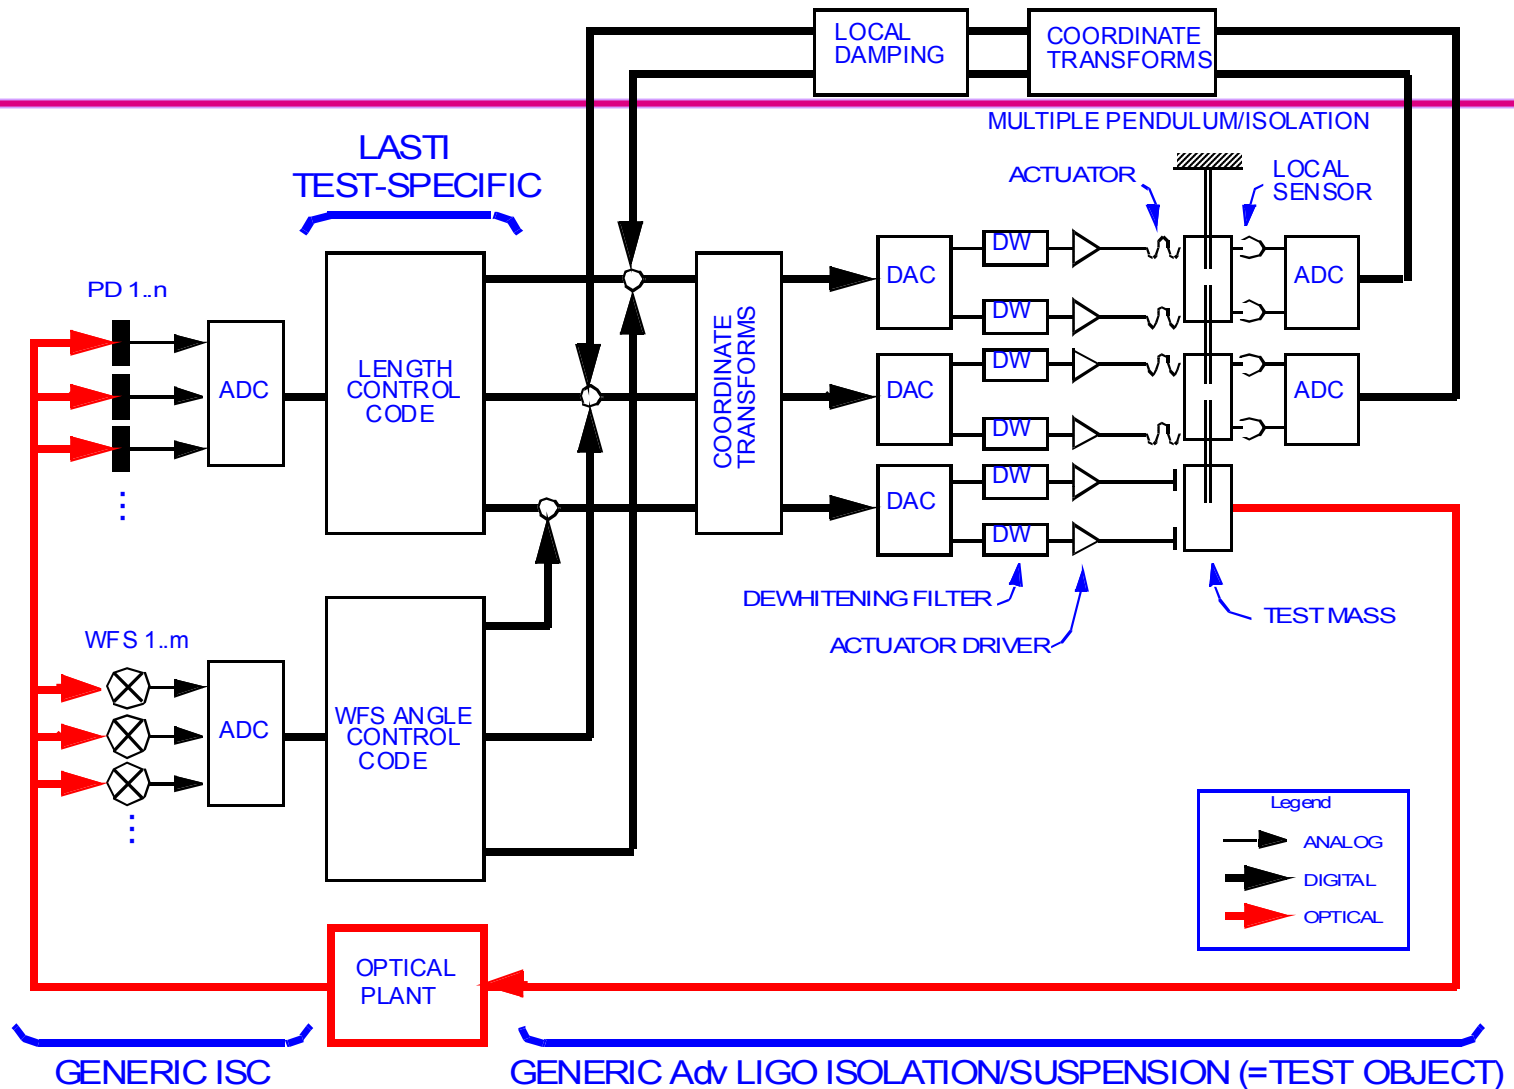 LOCAL
DAMPING
COORDINATE
TRANSFORMS
MULTIPLE PENDULUM/ISOLATION
LASTI
TEST-SPECIFIC
ACTUATOR
LOCAL
SENSOR
PD 1..n
ADC
LENGTH
CONTROL
CODE
COORDINATE
TRANSFORMS
DAC
DW
DW
ADC
DAC
DW
DW
ADC
DAC
DW
DW
...
DEWHITENING FILTER
ACTUATOR DRIVER
TEST MASS
WFS 1..m
ADC
WFS ANGLE
CONTROL
CODE
...
Legend
ANALOG
DIGITAL
OPTICAL
OPTICAL
PLANT
GENERIC ISC
GENERIC Adv LIGO ISOLATION/SUSPENSION (=TEST OBJECT)